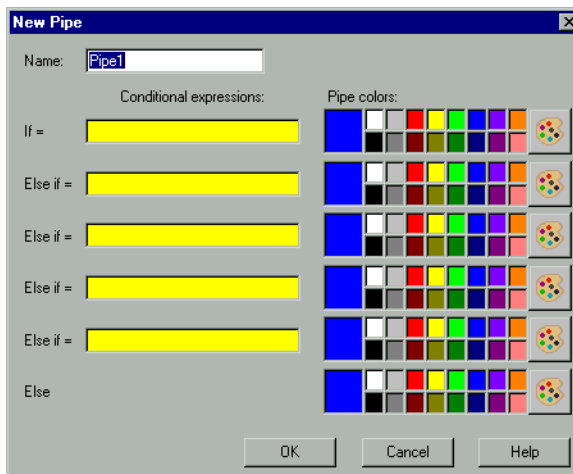 New Pipe
Name: Pipe1
Conditional expressions: Pipe colors:
If =
Else if =
Else if =
Else if =
Else if =
Else
OK Cancel Help